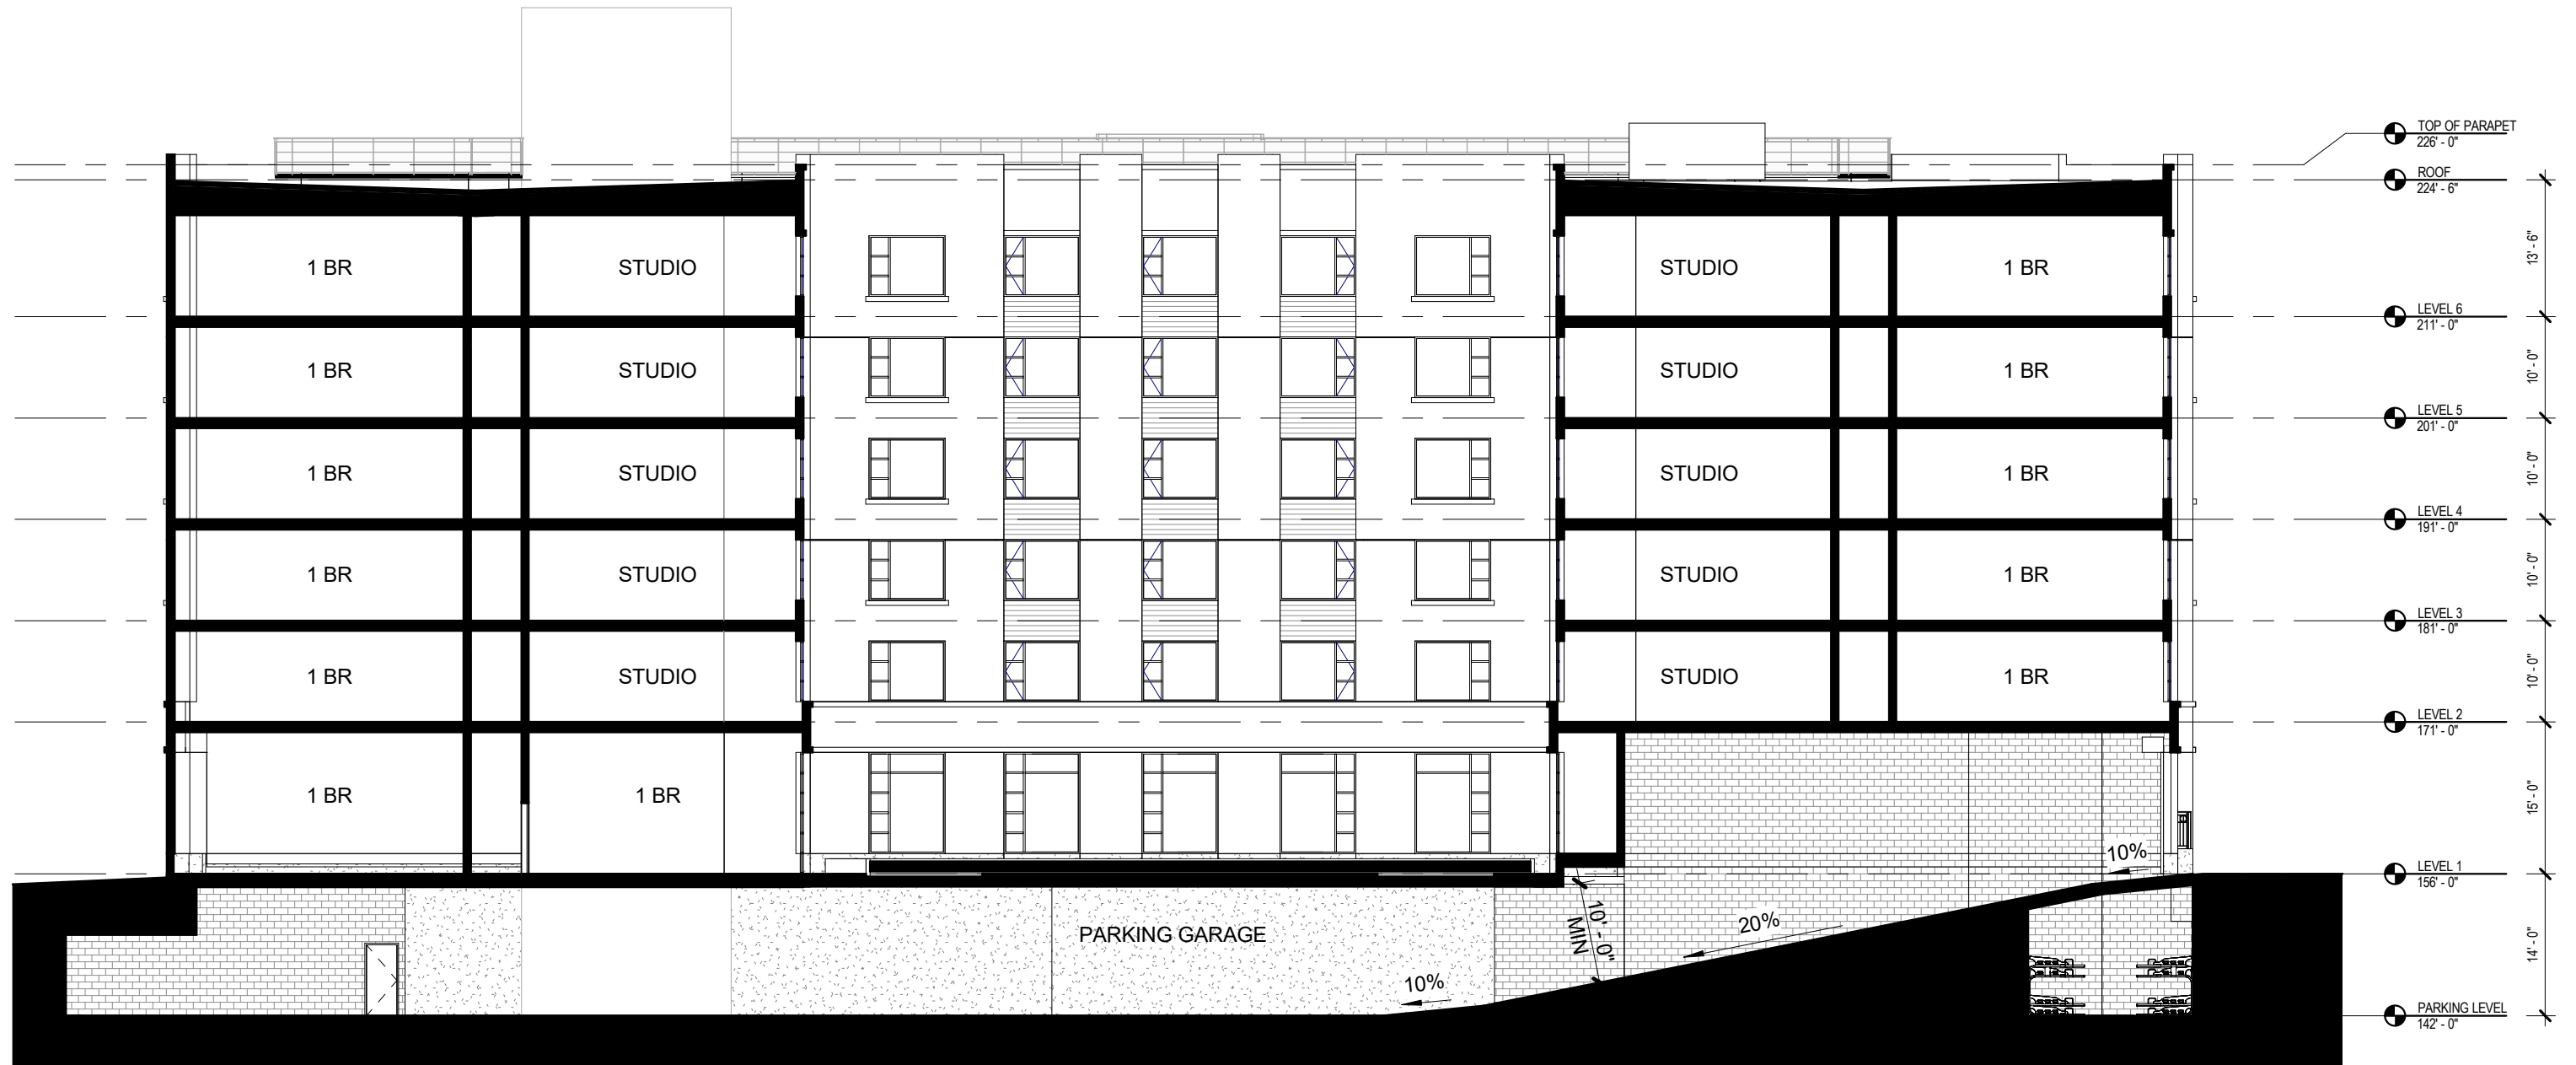 TOP OF PARAPET
226' - 0"
ROOF
224' - 6"
13' - 6"
1 BR
STUDIO
STUDIO
1 BR
LEVEL 6
211' - 0"
10' - 0"
1 BR
STUDIO
STUDIO
1 BR
LEVEL 5
201' - 0"
10' - 0"
1 BR
STUDIO
STUDIO
1 BR
LEVEL 4
191' - 0"
10' - 0"
1 BR
STUDIO
STUDIO
1 BR
LEVEL 3
181' - 0"
10' - 0"
1 BR
STUDIO
STUDIO
1 BR
LEVEL 2
171' - 0"
15' - 0"
1 BR
1 BR
10%
LEVEL 1
156' - 0"
14' - 0"
PARKING GARAGE
10' - 0"
MIN
20%
10%
PARKING LEVEL
142' - 0"